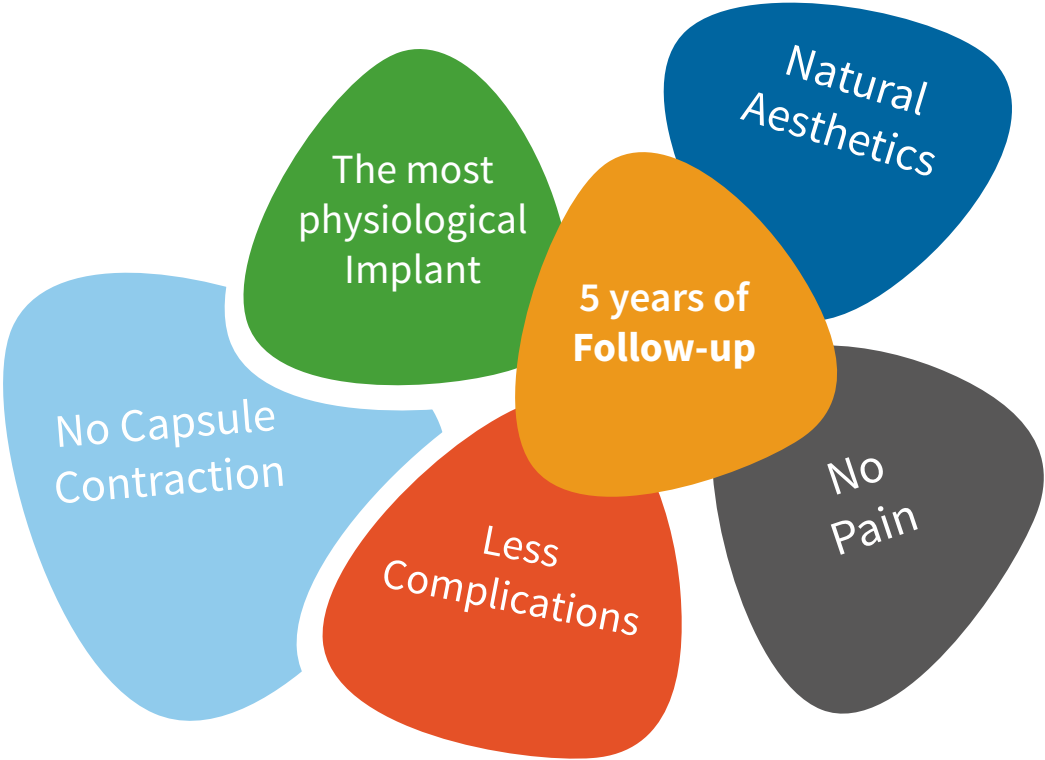 Natural
Aesthetics
The most
physiological
Implant
5 years of
Follow-up
No Capsule
Contraction
No
Pain
Less
Complications